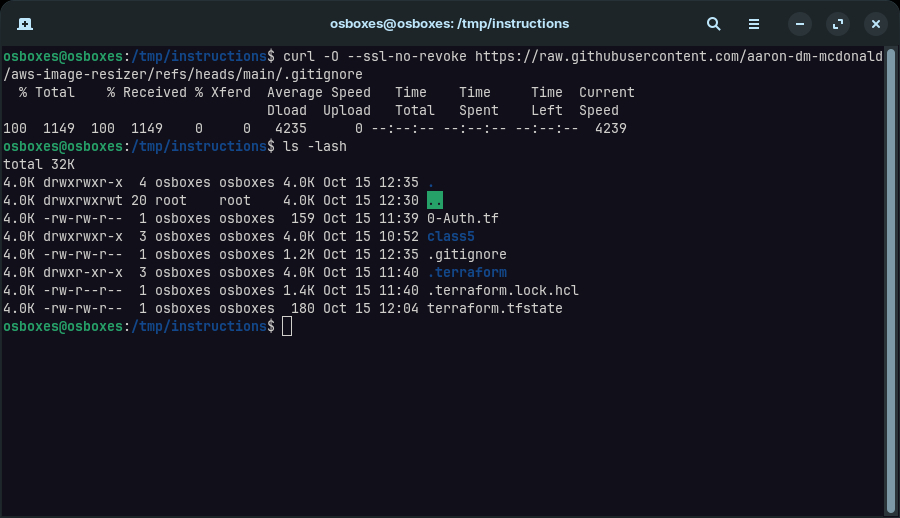 osboxes@osboxes: /tmp/instructions
osboxes@osboxes:/tmp/instructions$ curl -O --ssl-no-revoke https://raw.githubusercontent.com/aaron-dm-mcdonald
/aws-image-resizer/refs/heads/main/.gitignore
  % Total    % Received % Xferd  Average Speed   Time    Time     Time  Current
                                 Dload  Upload   Total   Spent    Left  Speed
100  1149  100  1149    0     0   4235      0 --:--:-- --:--:-- --:--:--  4239
osboxes@osboxes:/tmp/instructions$ ls -lash
total 32K
4.0K drwxrwxr-x  4 osboxes osboxes 4.0K Oct 15 12:35 .
4.0K drwxrwxrwt 20 root    root    4.0K Oct 15 12:30 ..
4.0K -rw-rw-r--  1 osboxes osboxes  159 Oct 15 11:39 0-Auth.tf
4.0K drwxrwxr-x  3 osboxes osboxes 4.0K Oct 15 10:52 class5
4.0K -rw-rw-r--  1 osboxes osboxes 1.2K Oct 15 12:35 .gitignore
4.0K drwxr-xr-x  3 osboxes osboxes 4.0K Oct 15 11:40 .terraform
4.0K -rw-r--r--  1 osboxes osboxes 1.4K Oct 15 11:40 .terraform.lock.hcl
4.0K -rw-rw-r--  1 osboxes osboxes  180 Oct 15 12:04 terraform.tfstate
osboxes@osboxes:/tmp/instructions$